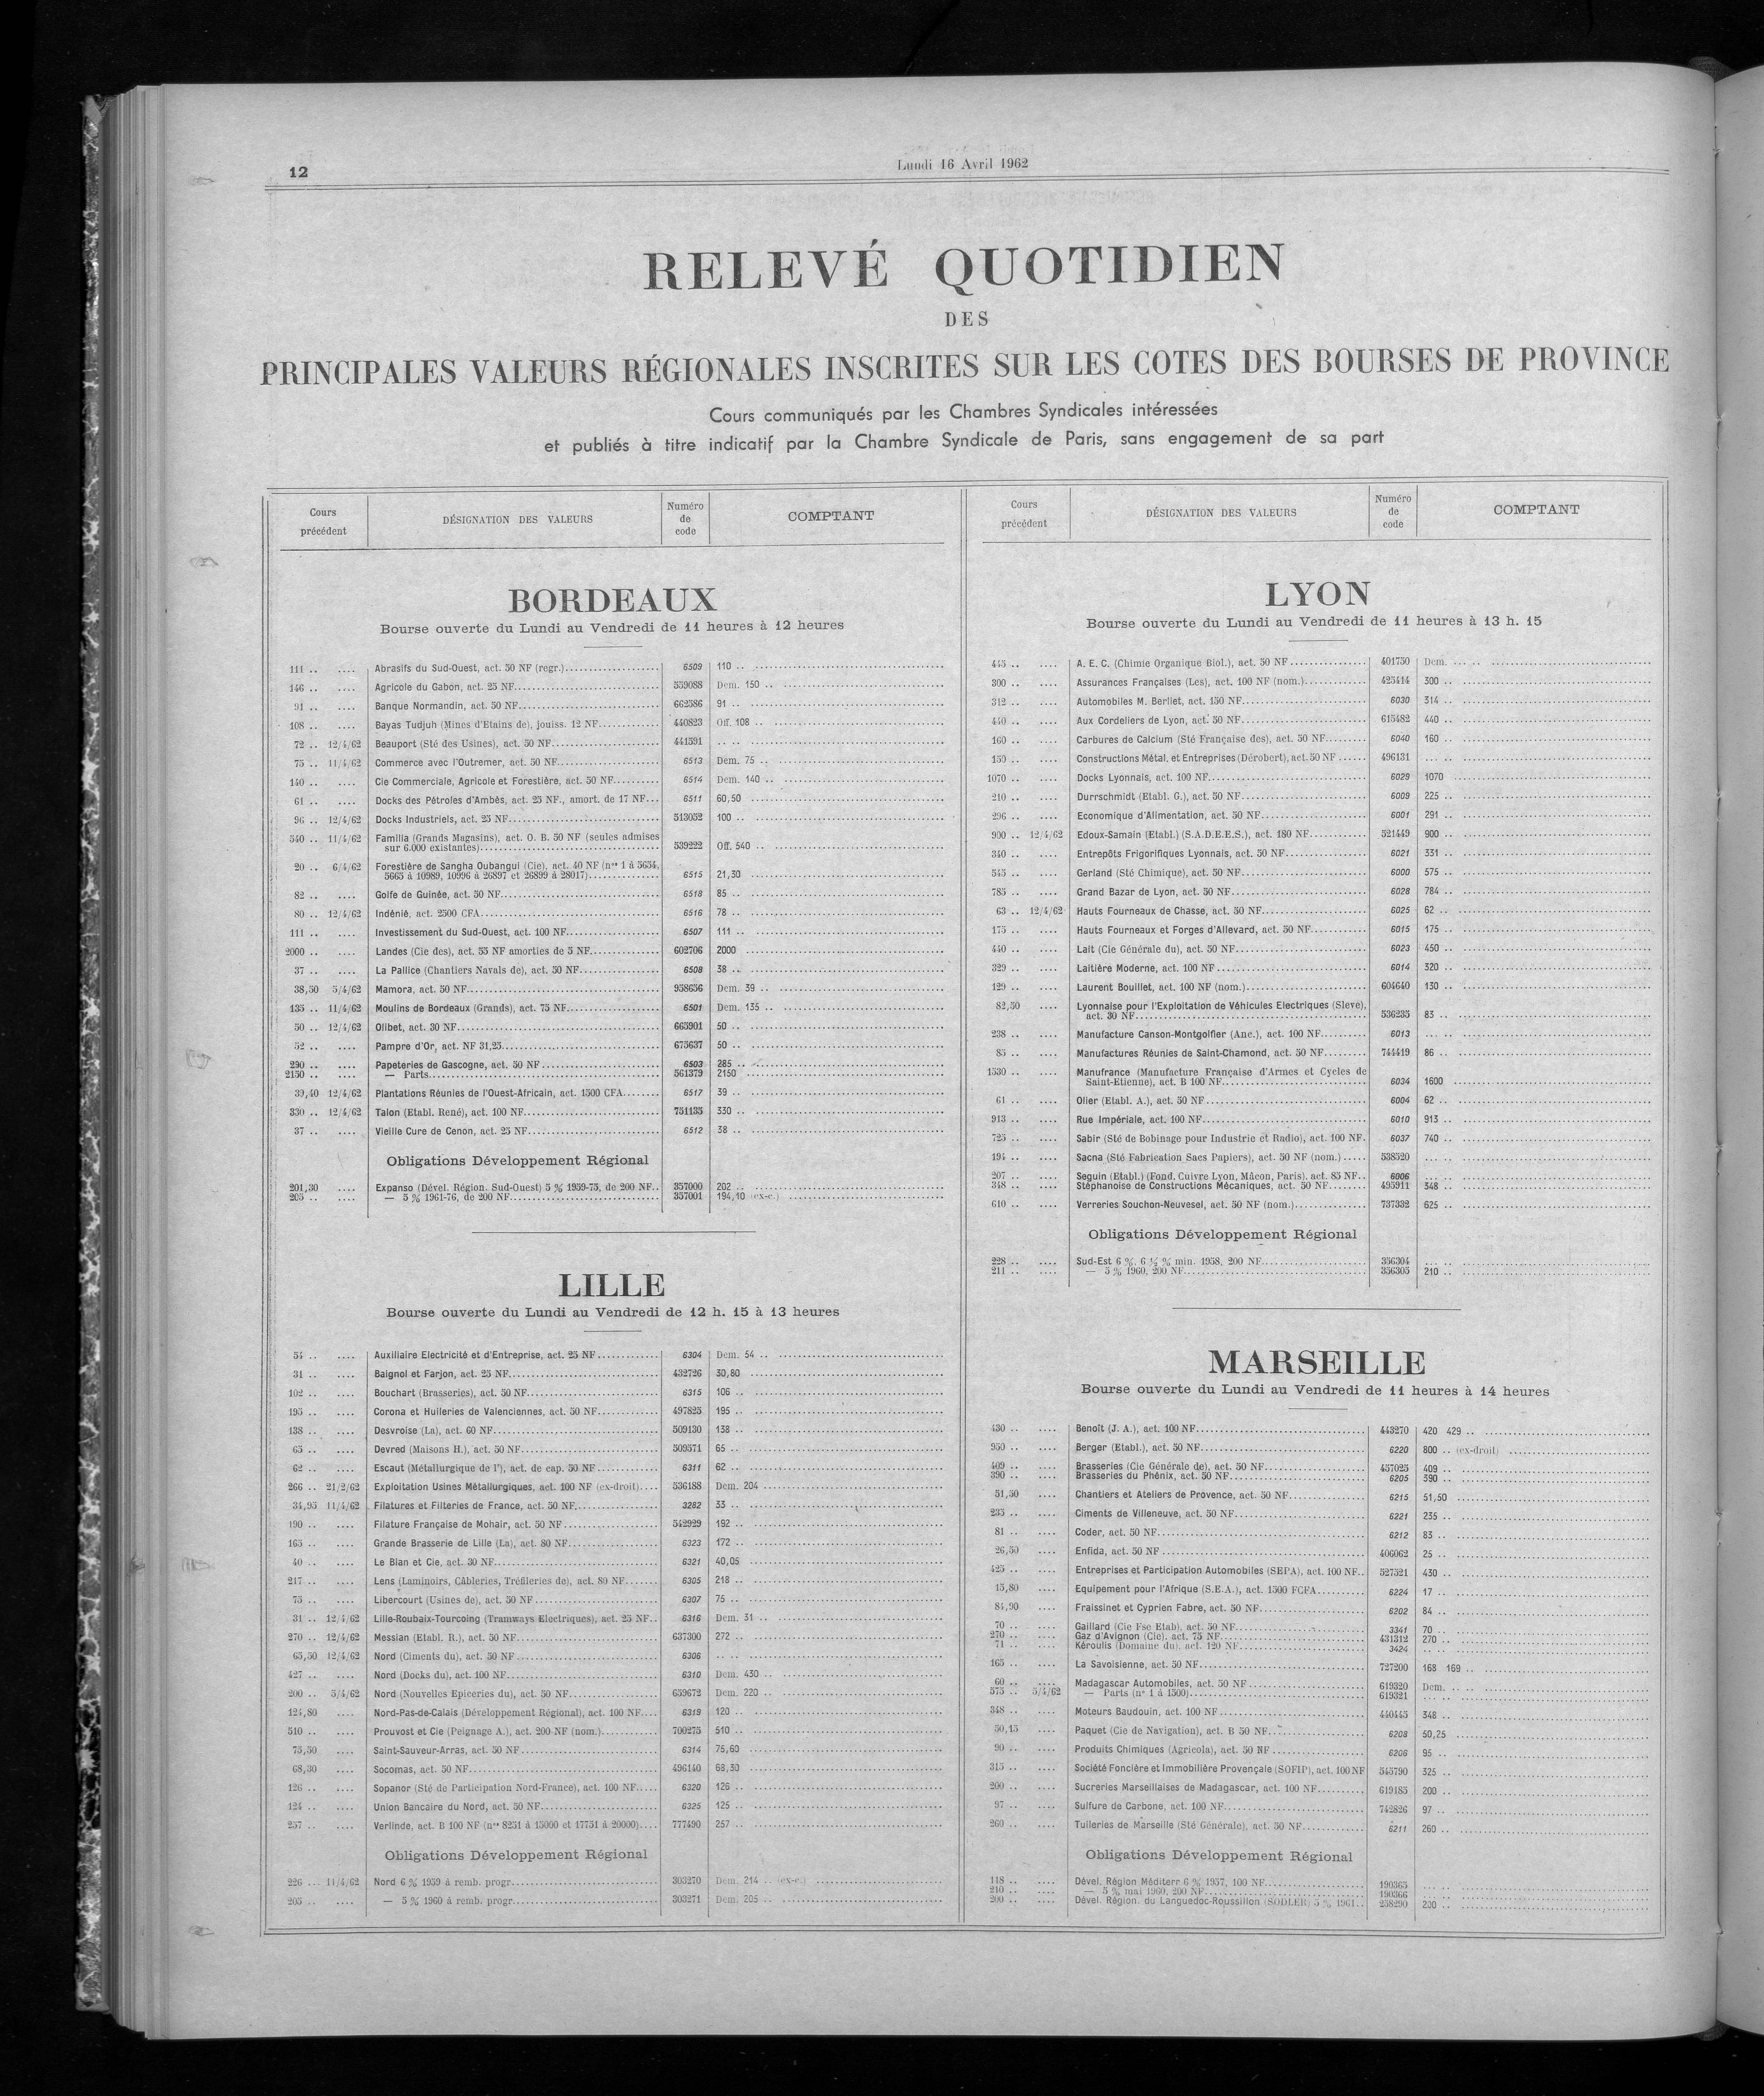 12
Lundi 16 Avril 1962
RELEVÉ QUOTIDIEN
DES
PRINCIPALES VALEURS RÉGIONALES INSCRITES SUR LES COTES DES BOURSES DE PROVINCE
Cours communiqués par les Chambres Syndicales intéressées
et publiés à titre indicatif par la Chambre Syndicale de Paris, sans engagement de sa part
Cours précédent DÉSIGNATION DES VALEURS Numéro de code COMPTANT
BORDEAUX
Bourse ouverte du Lundi au Vendredi de 11 heures à 12 heures
111 .. .... Abrasifs du Sud-Ouest, act. 50 NF (regr.) 6509 110 ..
146 .. .... Agricole du Gabon, act. 25 NF 559088 Dem. 150 ..
91 .. .... Banque Normandin, act. 50 NF 662586 91 ..
108 .. .... Bayas Tudjuh (Mines d'Etains de), jouiss. 12 NF 440823 Off. 108 ..
72 .. 12/4/62 Beauport (Sté des Usines), act. 50 NF 441591 .. ..
75 .. 11/4/62 Commerce avec l'Outremer, act. 50 NF 6513 Dem. 75 ..
140 .. .... Cie Commerciale, Agricole et Forestière, act. 50 NF 6514 Dem. 140 ..
61 .. .... Docks des Pétroles d'Ambès, act. 25 NF., amort. de 17 NF 6511 60,50
96 .. 12/4/62 Docks Industriels, act. 25 NF 513052 100 ..
540 .. 11/4/62 Familia (Grands Magasins), act. O. B. 50 NF (seules admises
sur 6.000 existantes) 539222 Off. 540 ..
20 .. 6/4/62 Forestière de Sangha Oubangui (Cie), act. 40 NF (nos 1 à 5654,
5665 à 10989, 10996 à 26897 et 26899 à 28017) 6515 21,30
82 .. .... Golfe de Guinée, act. 50 NF 6518 85 ..
80 .. 12/4/62 Indénié, act. 2500 CFA 6516 78 ..
111 .. .... Investissement du Sud-Ouest, act. 100 NF 6507 111 ..
2000 .. .... Landes (Cie des), act. 55 NF amorties de 5 NF 602706 2000
37 .. .... La Pallice (Chantiers Navals de), act. 50 NF 6508 38 ..
38,50 5/4/62 Mamora, act. 50 NF 958656 Dem. 39 ..
135 .. 11/4/62 Moulins de Bordeaux (Grands), act. 75 NF 6501 Dem. 135 ..
50 .. 12/4/62 Olibet, act. 30 NF 665901 50 ..
52 .. .... Pampre d'Or, act. NF 31,25 675637 50 ..
290 .. .... Papeteries de Gascogne, act. 50 NF 6503 285 ..
2150 .. .... — Parts 561379 2150
39,40 12/4/62 Plantations Réunies de l'Ouest-Africain, act. 1500 CFA 6517 39 ..
330 .. 12/4/62 Talon (Etabl. René), act. 100 NF 751135 330 ..
37 .. .... Vieille Cure de Cenon, act. 25 NF 6512 38 ..
Obligations Développement Régional
201,30 .... Expanso (Dével. Région. Sud-Ouest) 5 % 1959-75, de 200 NF 357000 202 ..
205 .. .... — 5 % 1961-76, de 200 NF 357001 194,10 (ex-c.)
LILLE
Bourse ouverte du Lundi au Vendredi de 12 h. 15 à 13 heures
54 .. .... Auxiliaire Electricité et d'Entreprise, act. 25 NF 6304 Dem. 54 ..
31 .. .... Baignol et Farjon, act. 25 NF 432726 30,80
102 .. .... Bouchart (Brasseries), act. 50 NF 6315 106 ..
195 .. .... Corona et Huileries de Valenciennes, act. 50 NF 497825 195 ..
138 .. .... Desvroise (La), act. 60 NF 509130 138 ..
65 .. .... Devred (Maisons H.), act. 50 NF 509571 65 ..
62 .. .... Escaut (Métallurgique de l'), act. de cap. 50 NF 6311 62 ..
266 .. 21/2/62 Exploitation Usines Métallurgiques, act. 100 NF (ex-droit) 536188 Dem. 204
34,95 11/4/62 Filatures et Filteries de France, act. 50 NF 3282 33 ..
190 .. .... Filature Française de Mohair, act. 50 NF 542929 192 ..
165 .. .... Grande Brasserie de Lille (La), act. 80 NF 6323 172 ..
40 .. .... Le Blan et Cie, act. 30 NF 6321 40,05
217 .. .... Lens (Laminoirs, Câbleries, Tréfileries de), act. 80 NF 6305 218 ..
75 .. .... Libercourt (Usines de), act. 50 NF 6307 75 ..
31 .. 12/4/62 Lille-Roubaix-Tourcoing (Tramways Electriques), act. 25 NF 6316 Dem. 31 ..
270 .. 12/4/62 Messian (Etabl. R.), act. 50 NF 637300 272 ..
65,50 12/4/62 Nord (Ciments du), act. 50 NF 6306 .. ..
427 .. .... Nord (Docks du), act. 100 NF 6310 Dem. 430 ..
200 .. 5/4/62 Nord (Nouvelles Epiceries du), act. 50 NF 659672 Dem. 220 ..
124,80 .... Nord-Pas-de-Calais (Développement Régional), act. 100 NF 6319 120 ..
510 .. .... Prouvost et Cie (Peignage A.), act. 200 NF (nom.) 700275 510 ..
75,50 .... Saint-Sauveur-Arras, act. 50 NF 6314 75,60
68,30 .... Socomas, act. 50 NF 496140 68,30
126 .. .... Sopanor (Sté de Participation Nord-France), act. 100 NF 6320 126 ..
124 .. .... Union Bancaire du Nord, act. 50 NF 6325 125 ..
257 .. .... Verlinde, act. B 100 NF (nos 8251 à 15000 et 17751 à 20000) 777490 257 ..
Obligations Développement Régional
226 .. 11/4/62 Nord 6 % 1959 à remb. progr. 303270 Dem. 214 .. (ex-c.)
205 .. .... — 5 % 1960 à remb. progr. 303271 Dem. 205 ..
Cours précédent DÉSIGNATION DES VALEURS Numéro de code COMPTANT
LYON
Bourse ouverte du Lundi au Vendredi de 11 heures à 13 h. 15
445 .. .... A. E. C. (Chimie Organique Biol.), act. 50 NF 401750 Dem. .. ..
300 .. .... Assurances Françaises (Les), act. 100 NF (nom.) 425414 300 ..
312 .. .... Automobiles M. Berliet, act. 150 NF 6030 314 ..
440 .. .... Aux Cordeliers de Lyon, act. 50 NF 615482 440 ..
160 .. .... Carbures de Calcium (Sté Française des), act. 50 NF 6040 160 ..
150 .. .... Constructions Métal. et Entreprises (Dérobert), act. 50 NF 496131 .. ..
1070 .. .... Docks Lyonnais, act. 100 NF 6029 1070
210 .. .... Durrschmidt (Etabl. G.), act. 50 NF 6009 225 ..
296 .. .... Economique d'Alimentation, act. 50 NF 6001 291 ..
900 .. 12/4/62 Edoux-Samain (Etabl.) (S.A.D.E.E.S.), act. 180 NF 521449 900 ..
340 .. .... Entrepôts Frigorifiques Lyonnais, act. 50 NF 6021 331 ..
545 .. .... Gerland (Sté Chimique), act. 50 NF 6000 575 ..
785 .. .... Grand Bazar de Lyon, act. 50 NF 6028 784 ..
63 .. 12/4/62 Hauts Fourneaux de Chasse, act. 50 NF 6025 62 ..
175 .. .... Hauts Fourneaux et Forges d'Allevard, act. 50 NF 6015 175 ..
440 .. .... Lait (Cie Générale du), act. 50 NF 6023 450 ..
329 .. .... Laitière Moderne, act. 100 NF 6014 320 ..
129 .. .... Laurent Bouillet, act. 100 NF (nom.) 604640 130 ..
82,50 .... Lyonnaise pour l'Exploitation de Véhicules Electriques (Sleve),
act. 30 NF 536235 83 ..
238 .. .... Manufacture Canson-Montgolfier (Anc.), act. 100 NF 6013 .. ..
85 .. .... Manufactures Réunies de Saint-Chamond, act. 50 NF 744419 86 ..
1530 .. .... Manufrance (Manufacture Française d'Armes et Cycles de
Saint-Etienne), act. B 100 NF 6034 1600
61 .. .... Olier (Etabl. A.), act. 50 NF 6004 62 ..
913 .. .... Rue Impériale, act. 100 NF 6010 913 ..
725 .. .... Sabir (Sté de Bobinage pour Industrie et Radio), act. 100 NF. 6037 740 ..
194 .. .... Sacna (Sté Fabrication Sacs Papiers), act. 50 NF (nom.) 538520
207 .. .... Seguin (Etabl.) (Fond. Cuivre Lyon, Mâcon, Paris), act. 85 NF 6006 .. ..
348 .. .... Stéphanoise de Constructions Mécaniques, act. 50 NF 495911 348 ..
610 .. .... Verreries Souchon-Neuvesel, act. 50 NF (nom.) 737332 625 ..
Obligations Développement Régional
228 .. .... Sud-Est 6 %, 6 ½ % min. 1958, 200 NF 356304 .. ..
211 .. .... — 5 % 1960, 200 NF 356305 210 ..
MARSEILLE
Bourse ouverte du Lundi au Vendredi de 11 heures à 14 heures
430 .. .... Benoît (J. A.), act. 100 NF 443270 420 429 ..
950 .. .... Berger (Etabl.), act. 50 NF 6220 800 .. (ex-droit)
409 .. .... Brasseries (Cie Générale de), act. 50 NF 457025 409 ..
390 .. .... Brasseries du Phénix, act. 50 NF 6205 390 ..
51,50 .... Chantiers et Ateliers de Provence, act. 50 NF 6215 51,50
235 .. .... Ciments de Villeneuve, act. 50 NF 6221 235 ..
81 .. .... Coder, act. 50 NF 6212 83 ..
26,50 .... Enfida, act. 50 NF 406062 25 ..
425 .. .... Entreprises et Participation Automobiles (SEPA), act. 100 NF 527521 430 ..
15,80 .... Equipement pour l'Afrique (S.E.A.), act. 1500 FCFA 6224 17 ..
84,90 .... Fraissinet et Cyprien Fabre, act. 50 NF 6202 84 ..
70 .. .... Gaillard (Cie Fse Etab), act. 50 NF 3341 70 ..
270 .. .... Gaz d'Avignon (Cie), act. 75 NF 431312 270 ..
71 .. .... Kéroulis (Domaine du), act. 120 NF 3424 .. ..
165 .. .... La Savoisienne, act. 50 NF 727200 168 169 ..
60 .. .... Madagascar Automobiles, act. 50 NF 619320 Dem. .. ..
575 .. 5/4/62 — Parts (nos 1 à 1500) 619321 .. ..
348 .. .... Moteurs Baudouin, act. 100 NF 440445 348 ..
50,15 .... Paquet (Cie de Navigation), act. B 50 NF 6208 50,25
90 .. .... Produits Chimiques (Agricola), act. 50 NF 6206 95 ..
315 .. .... Société Foncière et Immobilière Provençale (SOFIP), act. 100 NF 545790 325 ..
200 .. .... Sucreries Marseillaises de Madagascar, act. 100 NF 619185 200 ..
97 .. .... Sulfure de Carbone, act. 100 NF 742826 97 ..
260 .. .... Tuileries de Marseille (Sté Générale), act. 50 NF 6211 260 ..
Obligations Développement Régional
118 .. .... Dével. Région Méditerr 6 % 1957, 100 NF 190365 .. ..
210 .. .... — 5 % mai 1960, 200 NF 190366 .. ..
200 .. .... Dével. Région. du Languedoc-Roussillon (SODLER) 5 % 1961 258290 200 ..